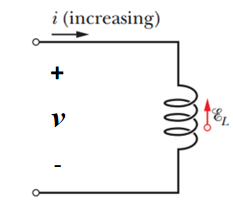 i (increasing)
+
v
ℰL
-